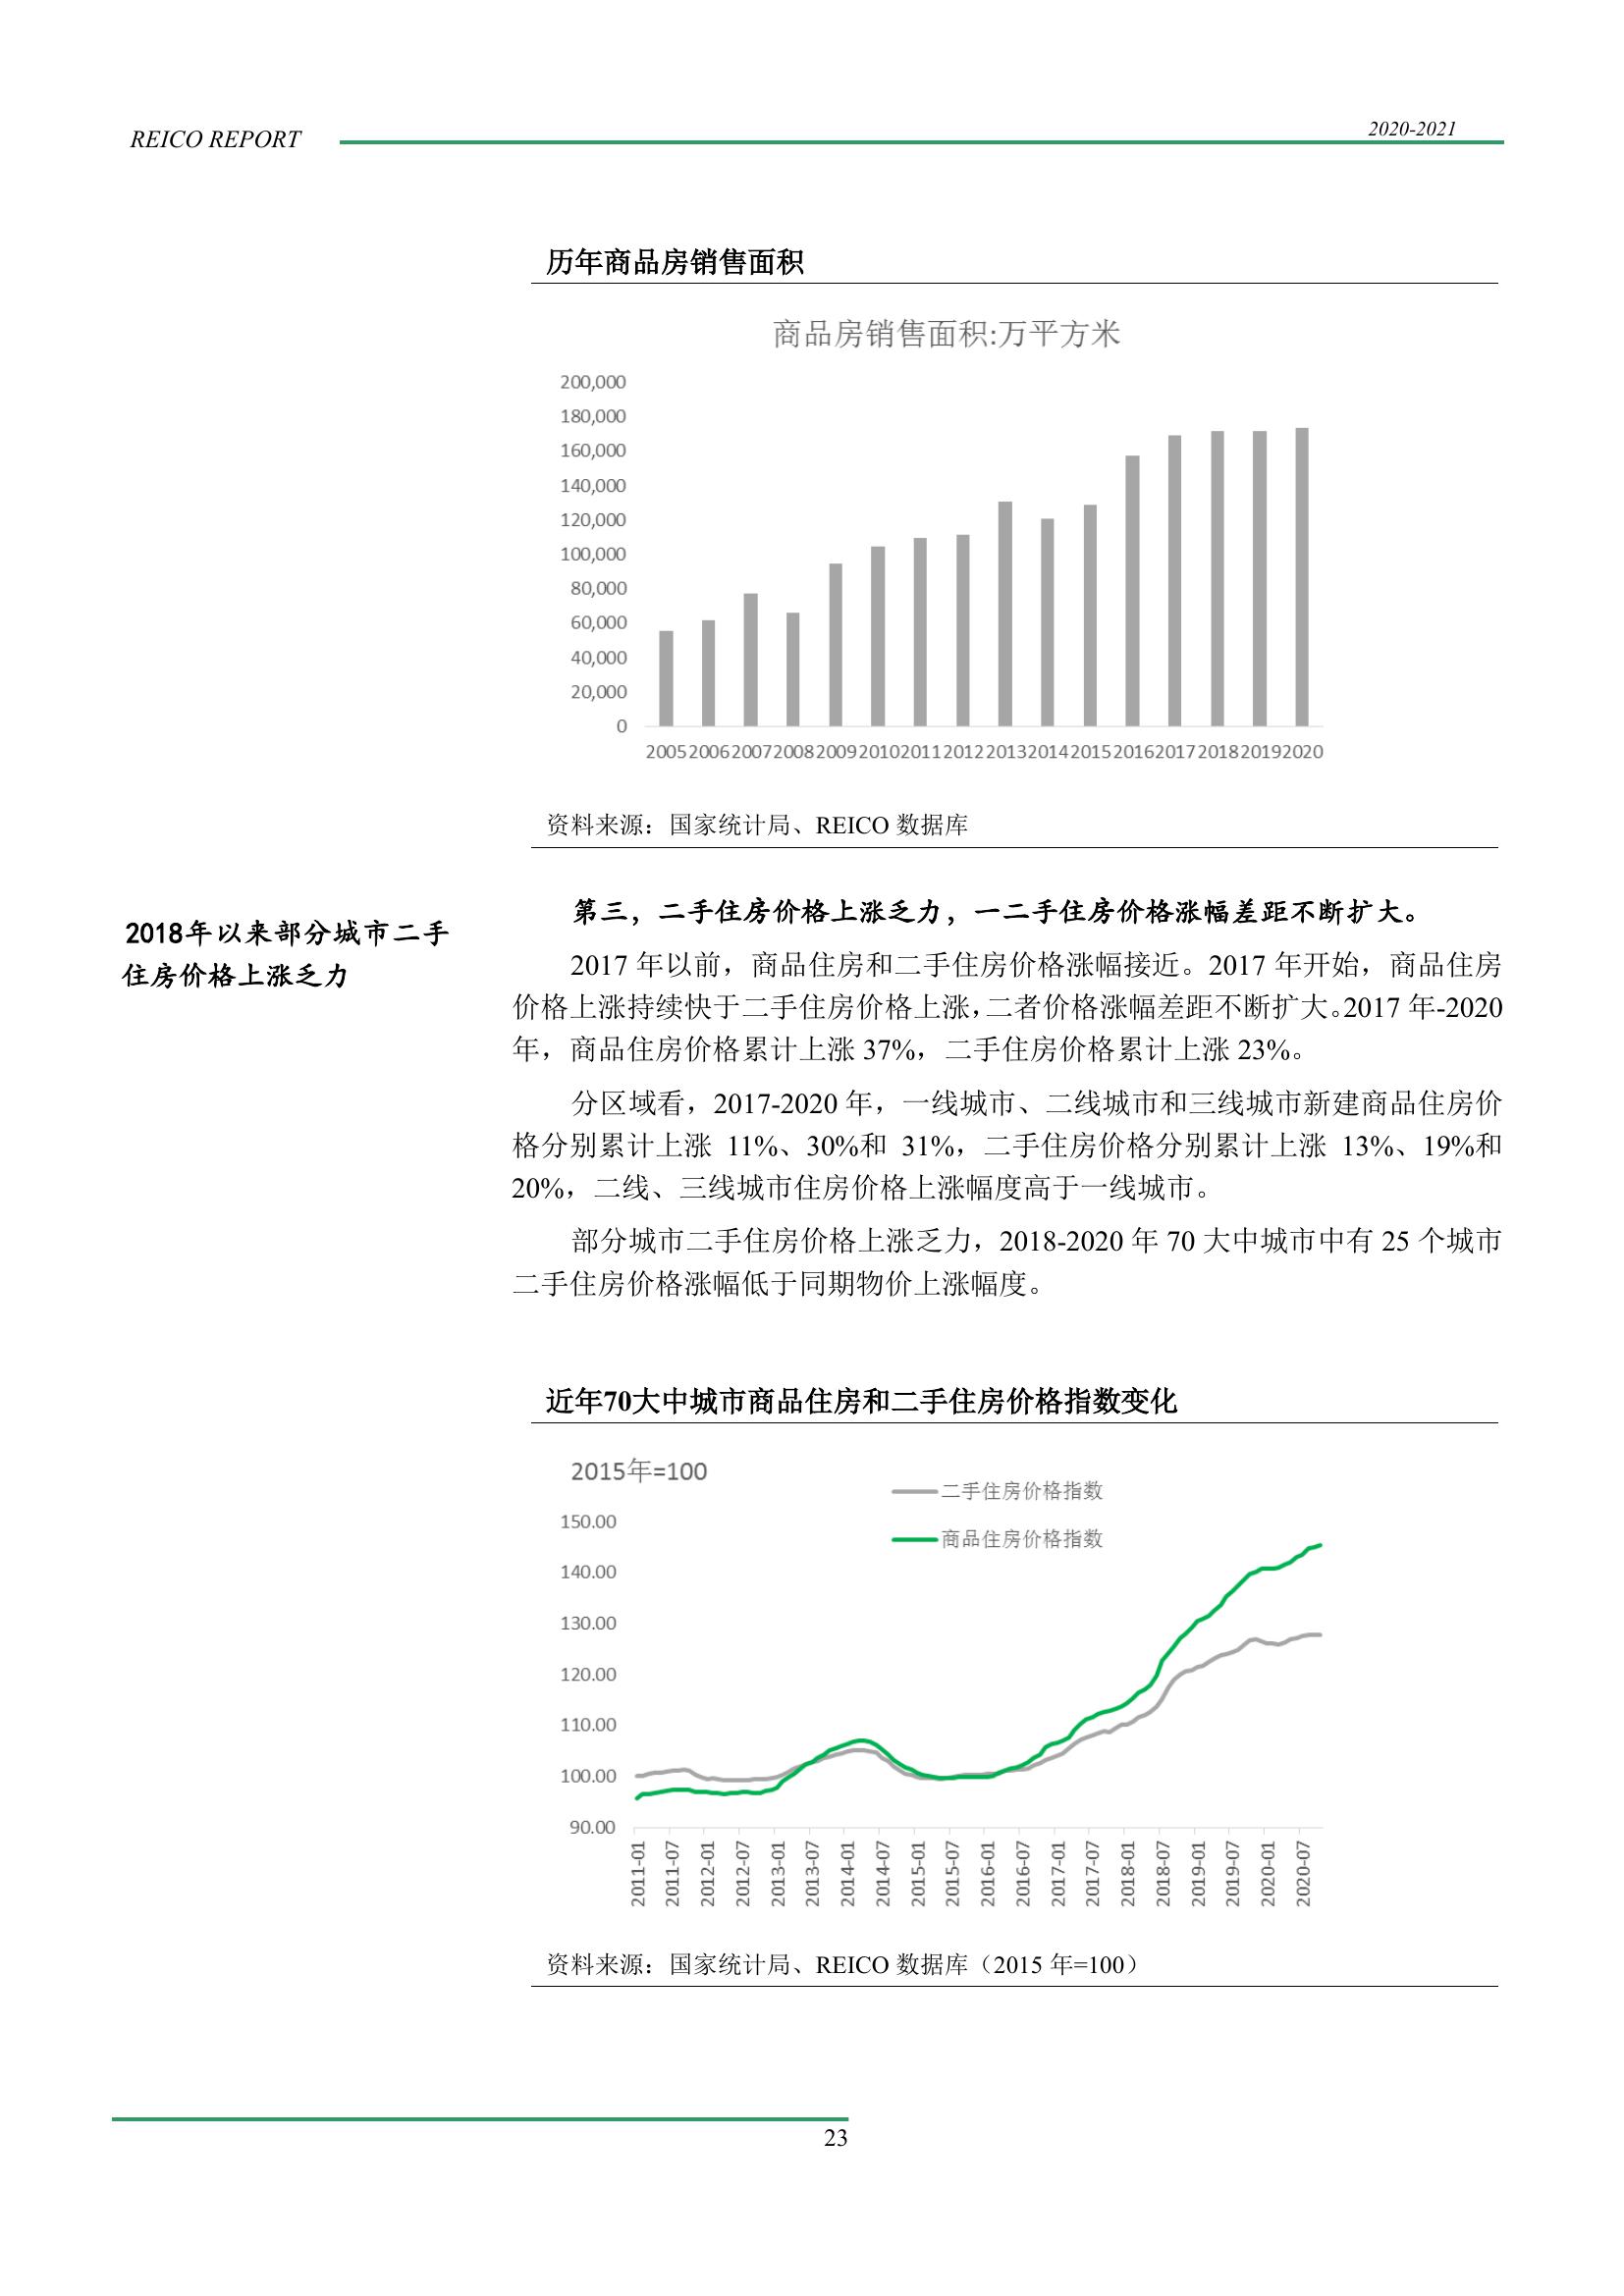 REICO REPORT
2020-2021
历年商品房销售面积
商品房销售面积:万平方米
200,000
180,000
160,000
140,000
120,000
100,000
80,000
60,000
40,000
20,000
0
2005 2006 2007 2008 2009 2010 2011 2012 2013 2014 2015 2016 2017 2018 2019 2020
资料来源：国家统计局、REICO 数据库
2018年以来部分城市二手
住房价格上涨乏力
第三，二手住房价格上涨乏力，一二手住房价格涨幅差距不断扩大。
2017 年以前，商品住房和二手住房价格涨幅接近。2017 年开始，商品住房
价格上涨持续快于二手住房价格上涨，二者价格涨幅差距不断扩大。2017 年-2020
年，商品住房价格累计上涨 37%，二手住房价格累计上涨 23%。
分区域看，2017-2020 年，一线城市、二线城市和三线城市新建商品住房价
格分别累计上涨 11%、30%和 31%，二手住房价格分别累计上涨 13%、19%和
20%，二线、三线城市住房价格上涨幅度高于一线城市。
部分城市二手住房价格上涨乏力，2018-2020 年 70 大中城市中有 25 个城市
二手住房价格涨幅低于同期物价上涨幅度。
近年70大中城市商品住房和二手住房价格指数变化
2015年=100
二手住房价格指数
商品住房价格指数
150.00
140.00
130.00
120.00
110.00
100.00
90.00
2011-01 2011-07 2012-01 2012-07 2013-01 2013-07 2014-01 2014-07 2015-01 2015-07 2016-01 2016-07 2017-01 2017-07 2018-01 2018-07 2019-01 2019-07 2020-01 2020-07
资料来源：国家统计局、REICO 数据库（2015 年=100）
23